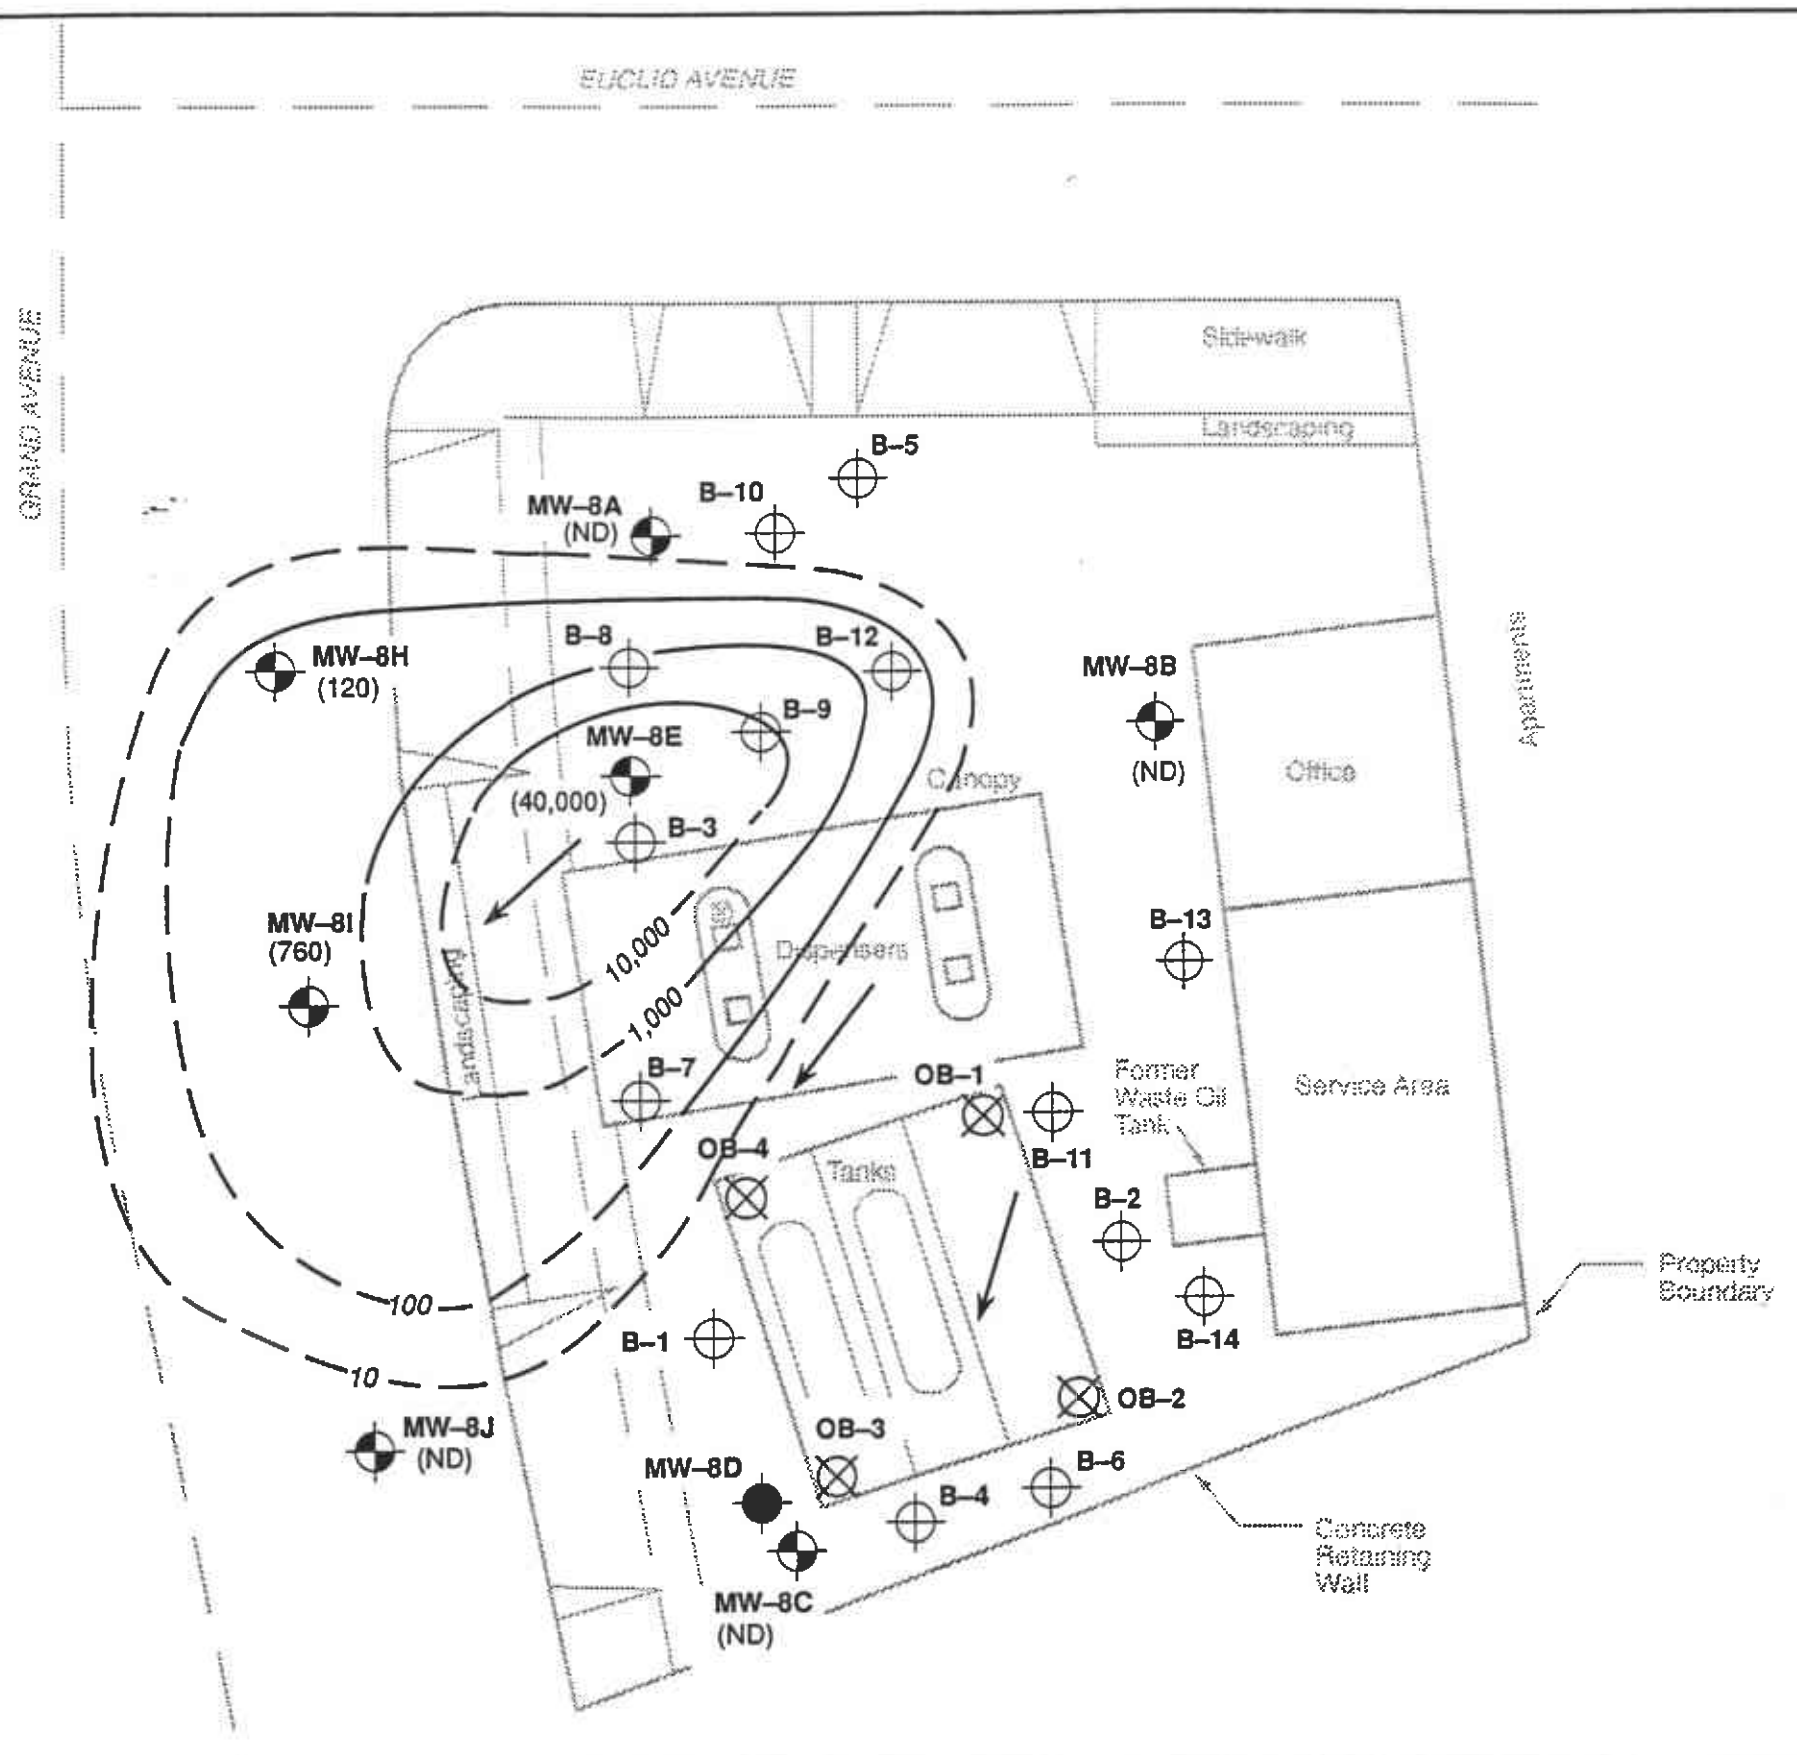 EUCLID AVENUE
GRAND AVENUE
Sidewalk
Landscaping
B–5
B–10
MW–8A
(ND)
B–8
B–12
MW–8H
(120)
MW–8B
(ND)
Apartments
B–9
MW–8E
(40,000)
Office
Canopy
B–3
MW–8I
(760)
B–13
10,000
Dispensers
Landscaping
1,000
B–7
OB–1
Former
Waste Oil
Tank
Service Area
OB–4
B–11
Tanks
B–2
Property
Boundary
100
B–1
B–14
10
OB–2
MW–8J
(ND)
OB–3
MW–8D
B–6
B–4
Concrete
Retaining
Wall
MW–8C
(ND)